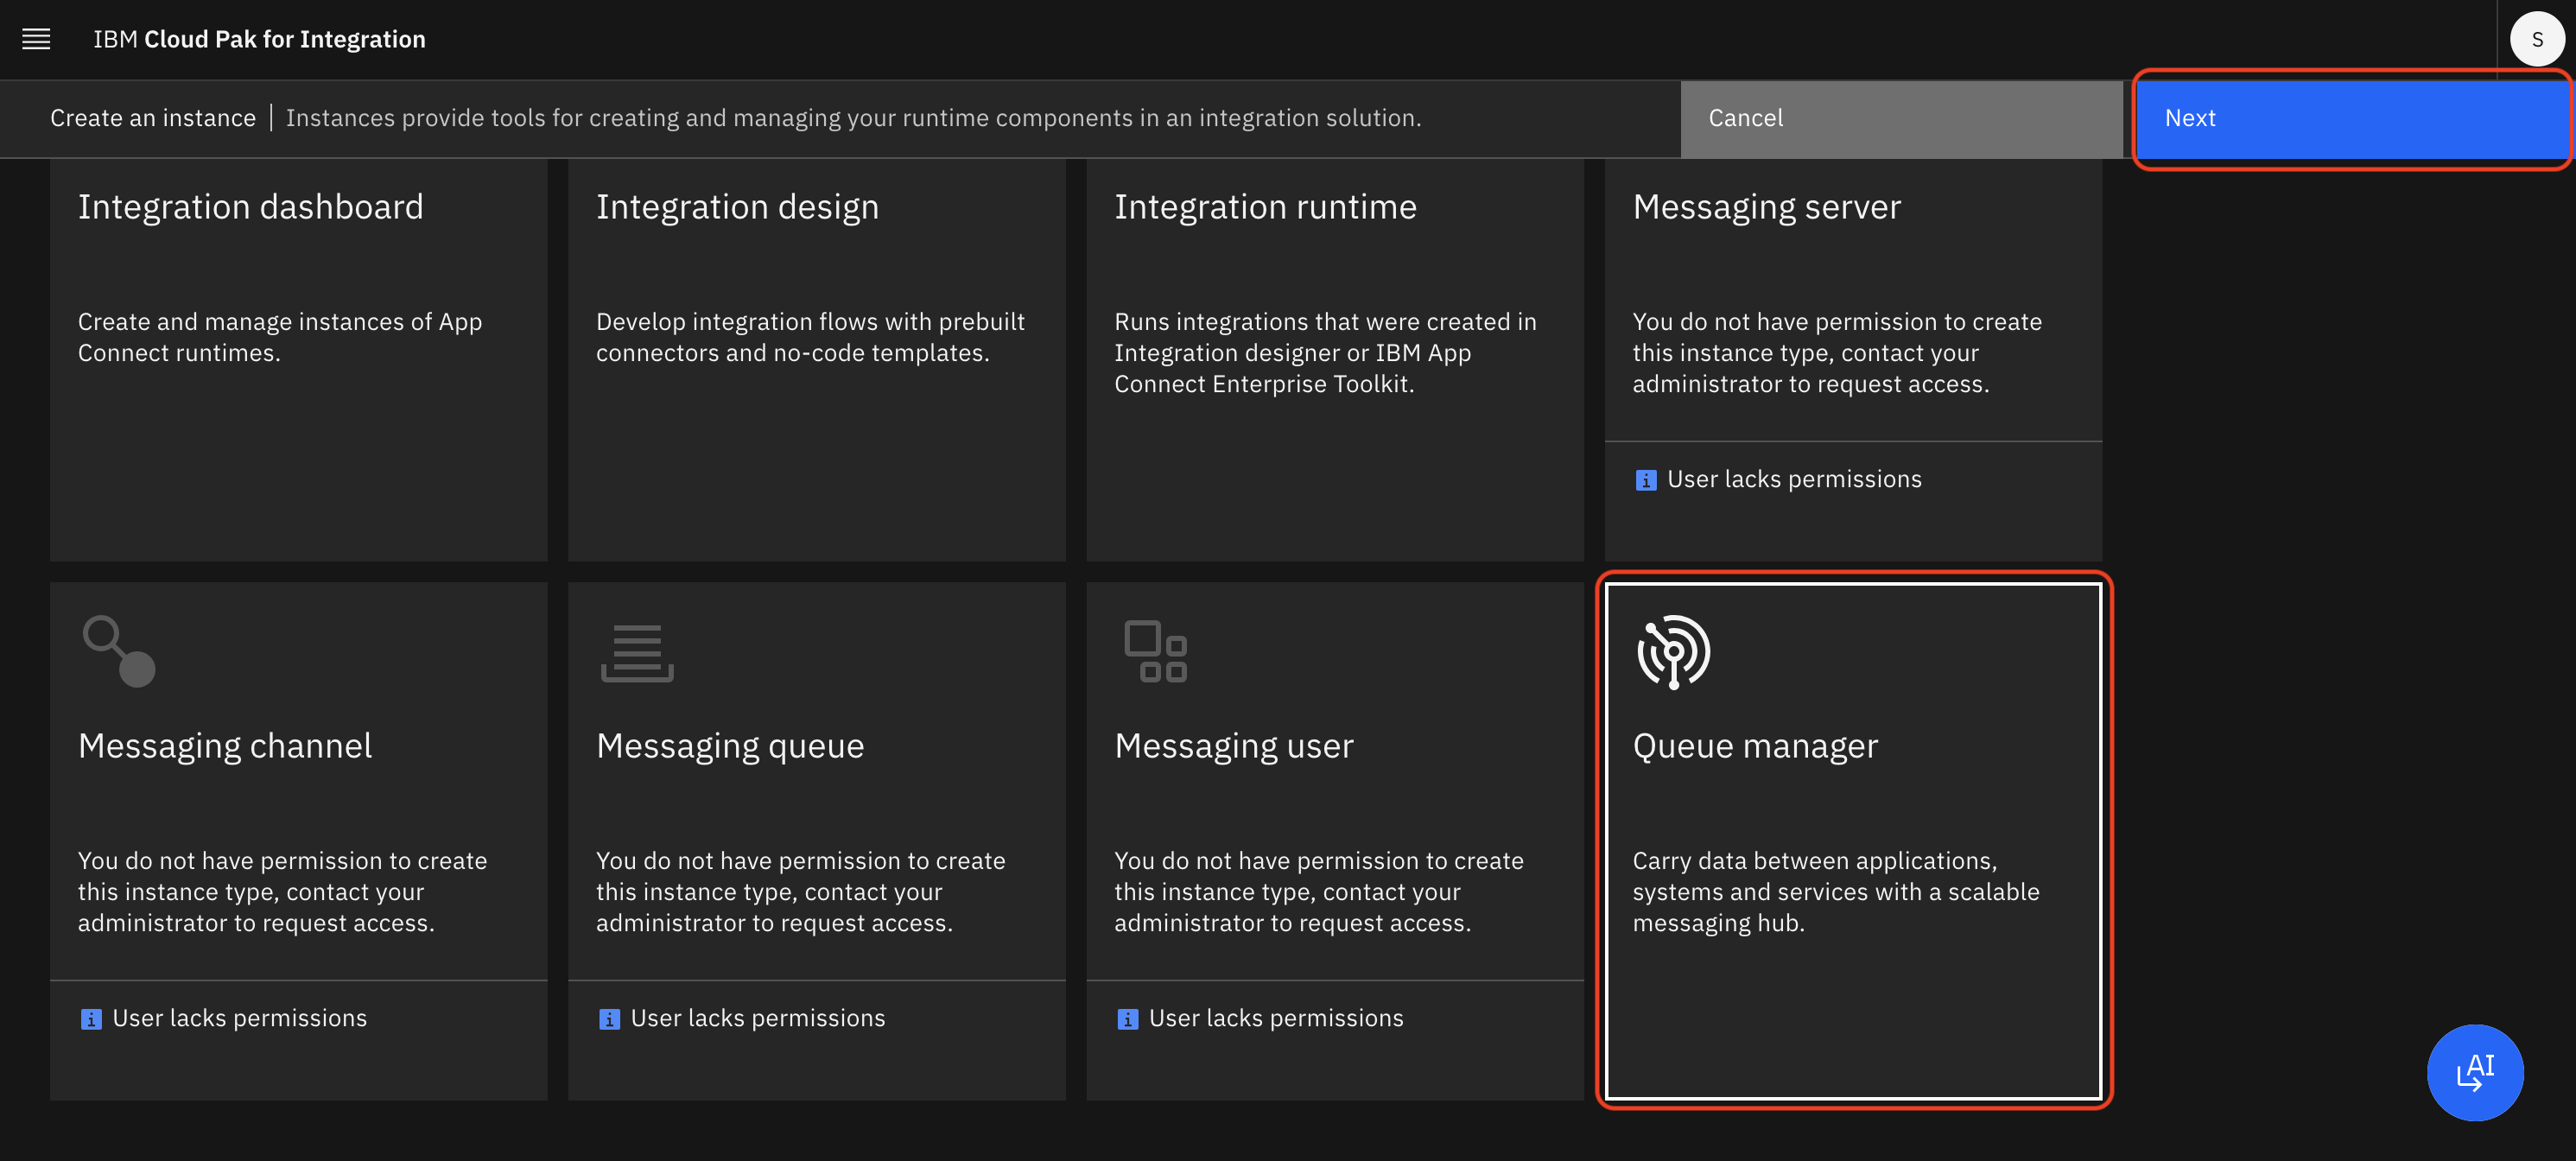 IBM Cloud Pak for Integration
S
Create an instance | Instances provide tools for creating and managing your runtime components in an integration solution.
Cancel
Next
Integration dashboard
Create and manage instances of App
Connect runtimes.
Integration design
Develop integration flows with prebuilt
connectors and no-code templates.
Integration runtime
Runs integrations that were created in
Integration designer or IBM App
Connect Enterprise Toolkit.
Messaging server
You do not have permission to create
this instance type, contact your
administrator to request access.
User lacks permissions
Messaging channel
You do not have permission to create
this instance type, contact your
administrator to request access.
User lacks permissions
Messaging queue
You do not have permission to create
this instance type, contact your
administrator to request access.
User lacks permissions
Messaging user
You do not have permission to create
this instance type, contact your
administrator to request access.
User lacks permissions
Queue manager
Carry data between applications,
systems and services with a scalable
messaging hub.
AI